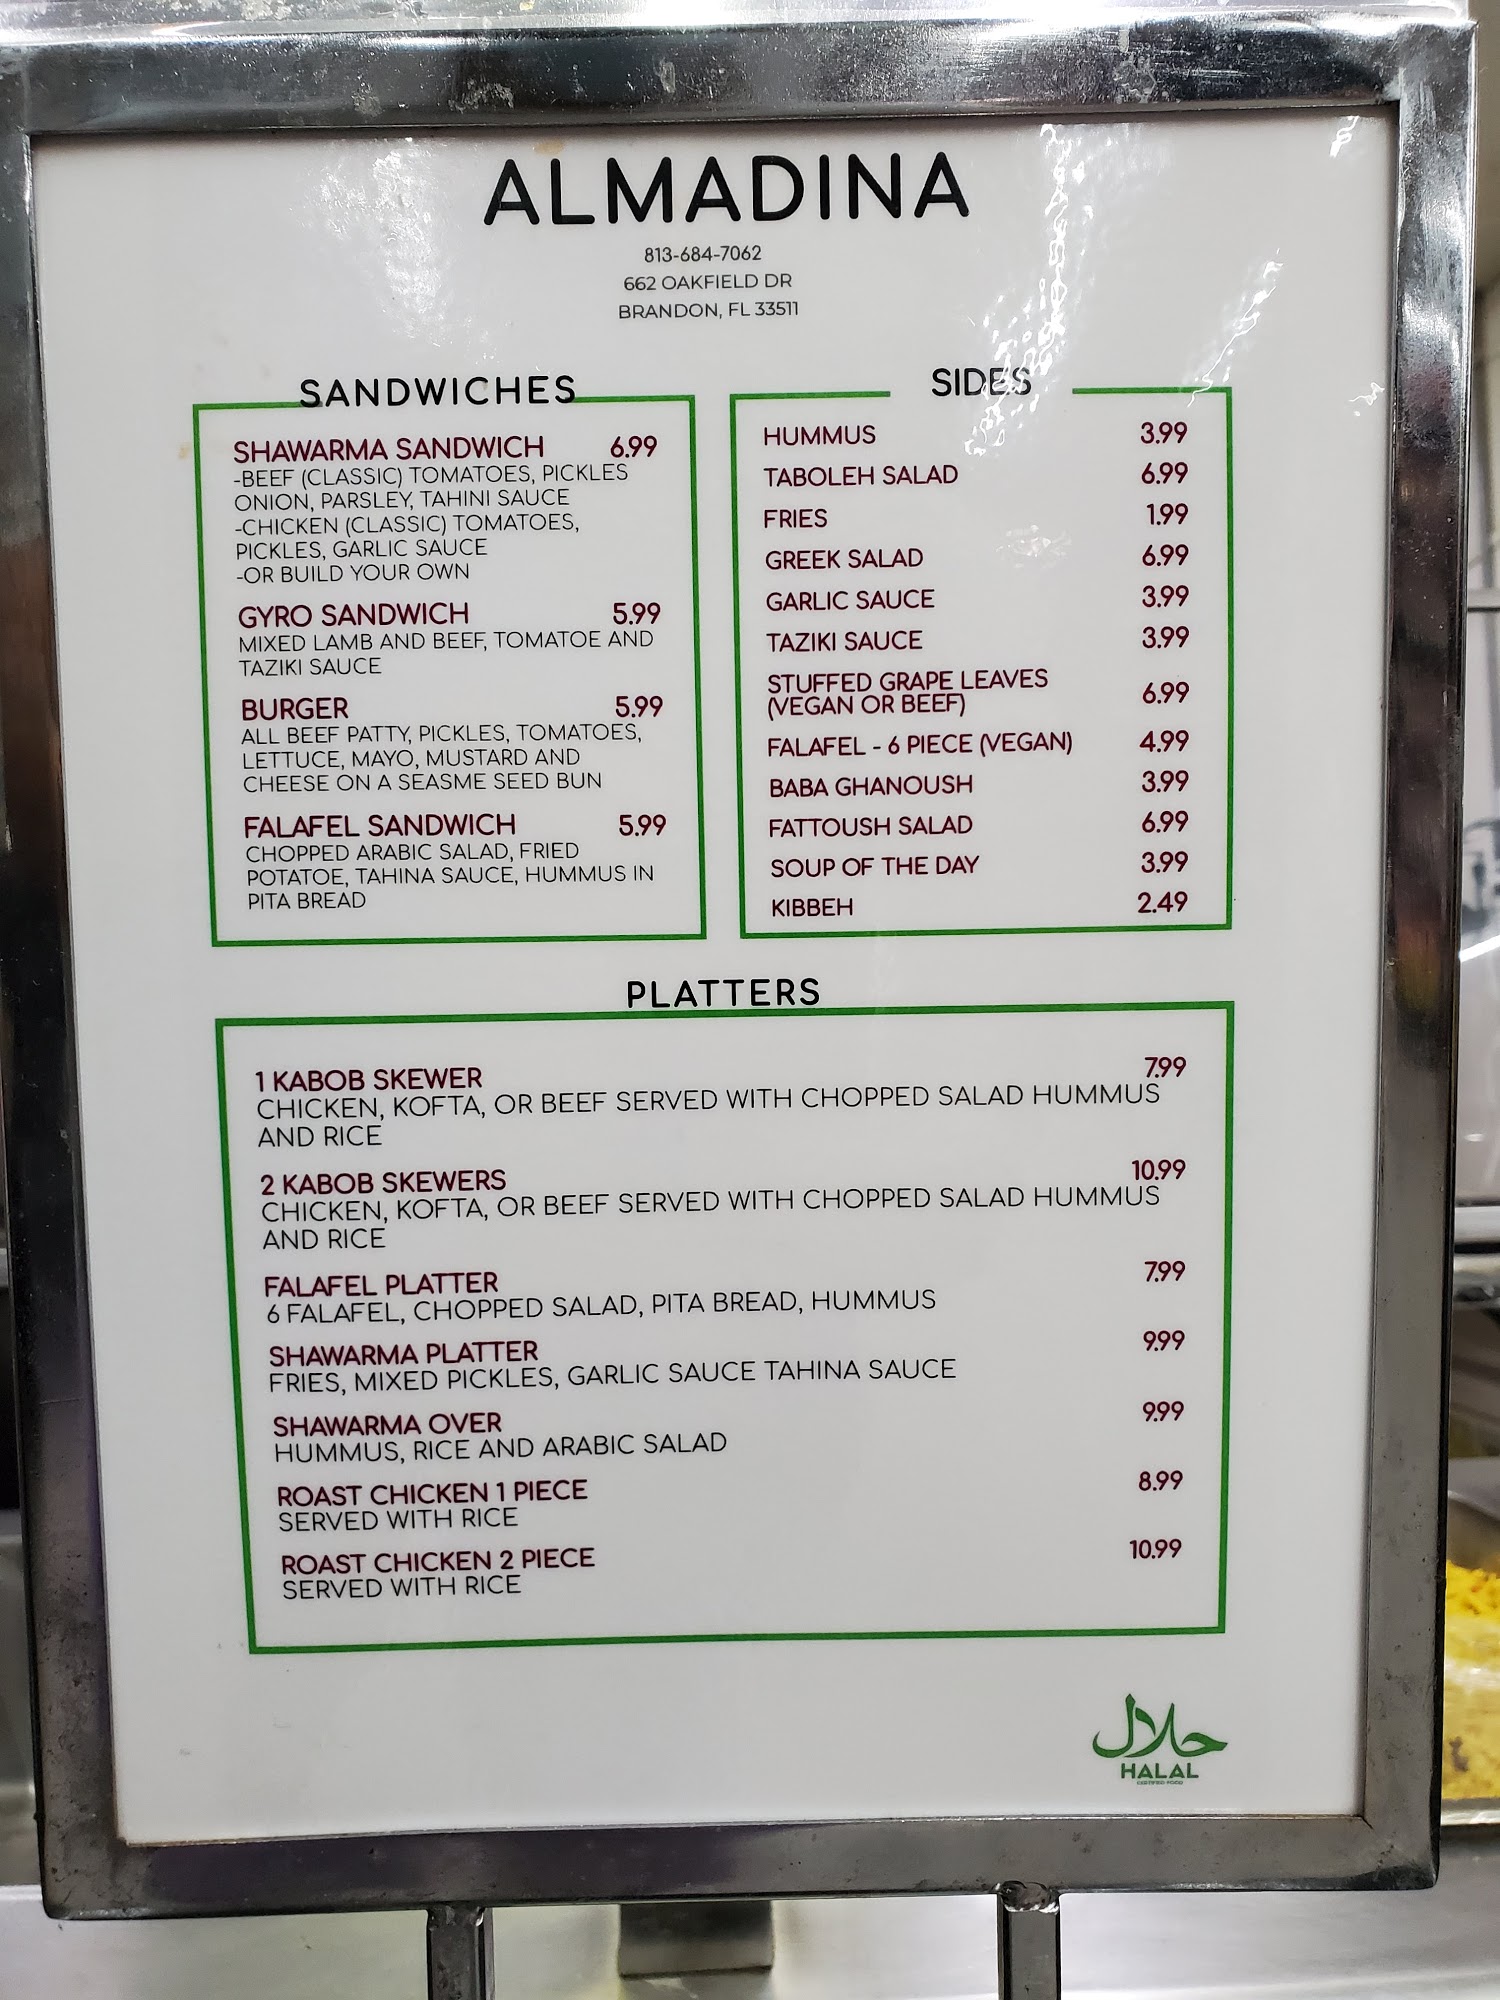 ALMADINA
813-684-7062
662 OAKFIELD DR
BRANDON, FL 33511
SANDWICHES
SHAWARMA SANDWICH 6.99
-BEEF (CLASSIC) TOMATOES, PICKLES
ONION, PARSLEY, TAHINI SAUCE
-CHICKEN (CLASSIC) TOMATOES,
PICKLES, GARLIC SAUCE
-OR BUILD YOUR OWN
GYRO SANDWICH 5.99
MIXED LAMB AND BEEF, TOMATOE AND
TAZIKI SAUCE
BURGER 5.99
ALL BEEF PATTY, PICKLES, TOMATOES,
LETTUCE, MAYO, MUSTARD AND
CHEESE ON A SEASME SEED BUN
FALAFEL SANDWICH 5.99
CHOPPED ARABIC SALAD, FRIED
POTATOE, TAHINA SAUCE, HUMMUS IN
PITA BREAD
SIDES
HUMMUS 3.99
TABOLEH SALAD 6.99
FRIES 1.99
GREEK SALAD 6.99
GARLIC SAUCE 3.99
TAZIKI SAUCE 3.99
STUFFED GRAPE LEAVES
(VEGAN OR BEEF) 6.99
FALAFEL - 6 PIECE (VEGAN) 4.99
BABA GHANOUSH 3.99
FATTOUSH SALAD 6.99
SOUP OF THE DAY 3.99
KIBBEH 2.49
PLATTERS
1 KABOB SKEWER 7.99
CHICKEN, KOFTA, OR BEEF SERVED WITH CHOPPED SALAD HUMMUS
AND RICE
2 KABOB SKEWERS 10.99
CHICKEN, KOFTA, OR BEEF SERVED WITH CHOPPED SALAD HUMMUS
AND RICE
FALAFEL PLATTER 7.99
6 FALAFEL, CHOPPED SALAD, PITA BREAD, HUMMUS
SHAWARMA PLATTER 9.99
FRIES, MIXED PICKLES, GARLIC SAUCE TAHINA SAUCE
SHAWARMA OVER 9.99
HUMMUS, RICE AND ARABIC SALAD
ROAST CHICKEN 1 PIECE 8.99
SERVED WITH RICE
ROAST CHICKEN 2 PIECE 10.99
SERVED WITH RICE
حلال
HALAL
CERTIFIED FOOD